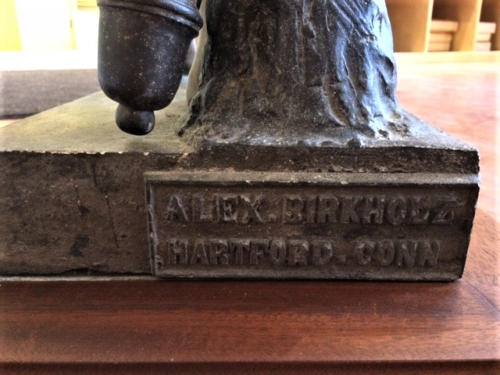 ALEX. BIRKHOLZ
HARTFORD. CONN